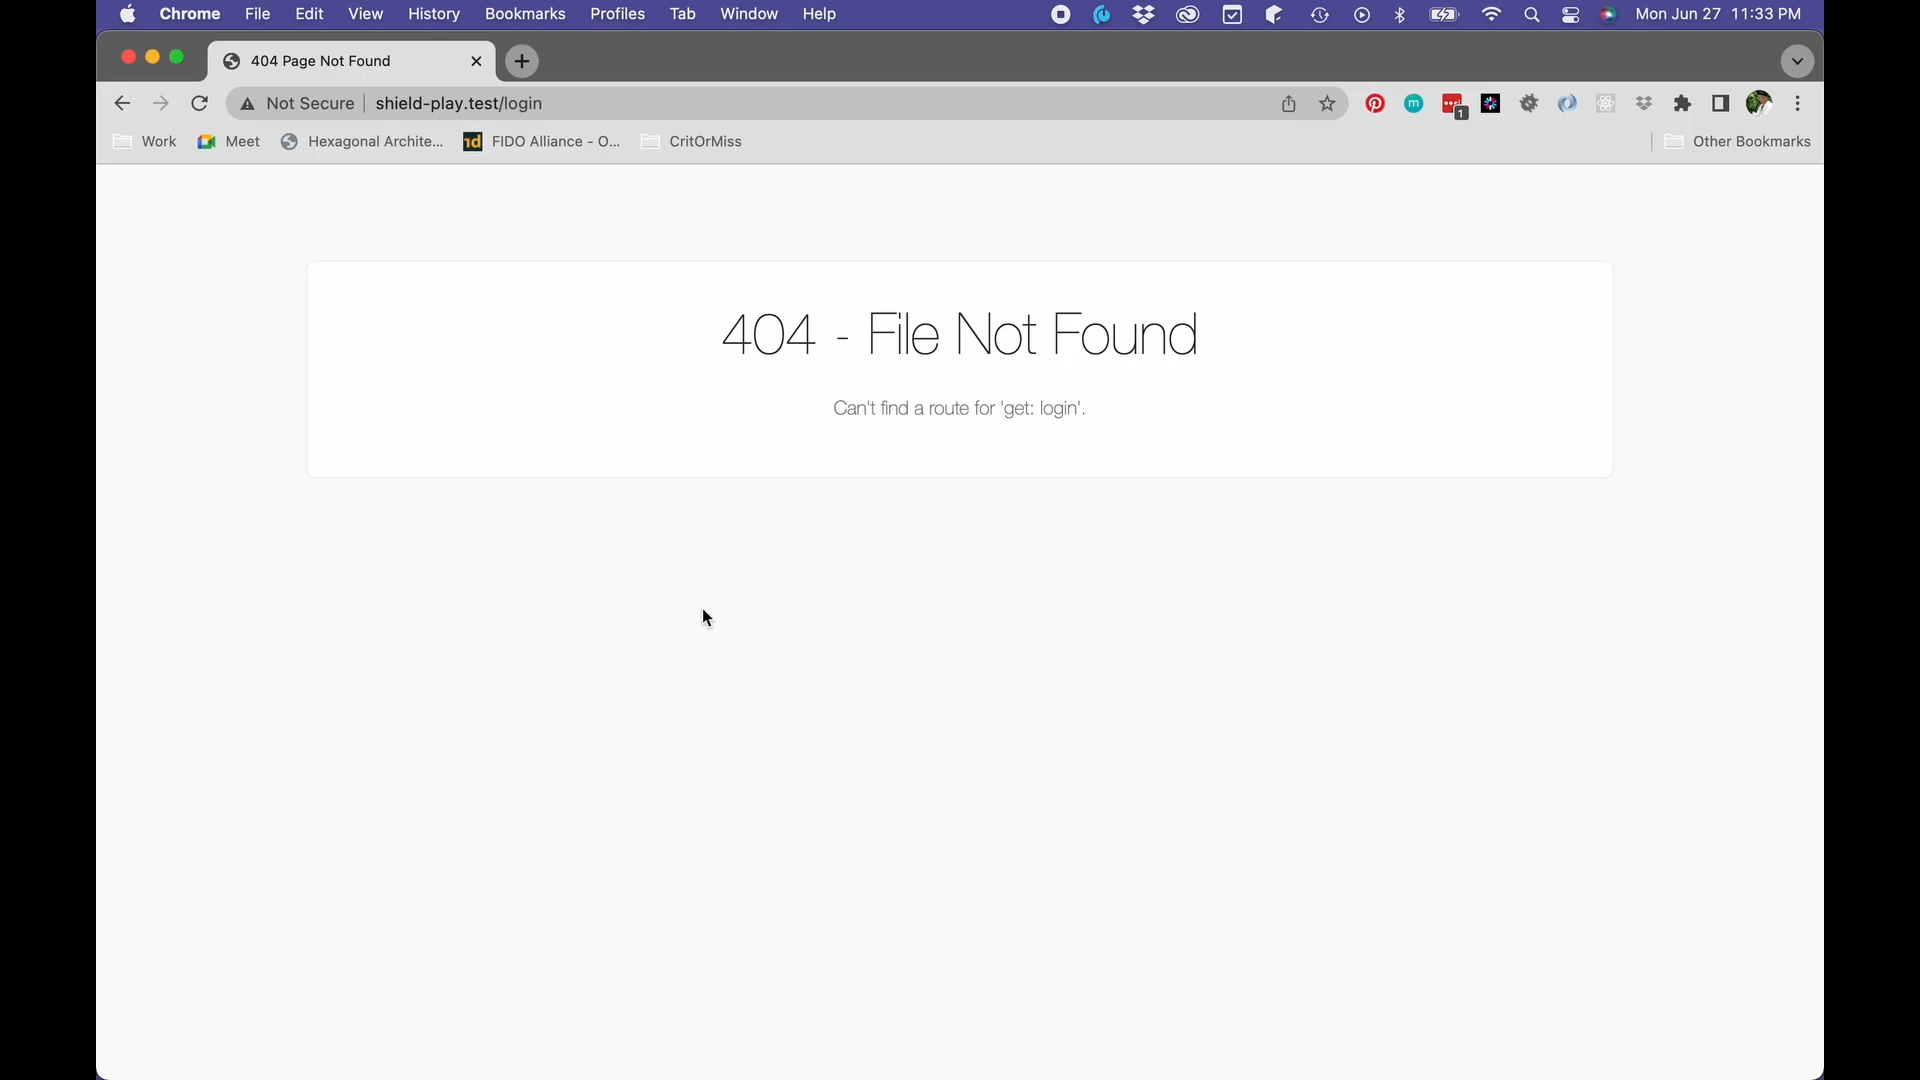 Chrome File Edit View History Bookmarks Profiles Tab Window Help Mon Jun 27 11:33 PM
404 Page Not Found
Not Secure shield-play.test/login 1
Work Meet Hexagonal Archite... FIDO Alliance - O... CritOrMiss Other Bookmarks
404 - File Not Found
Can't find a route for 'get: login'.